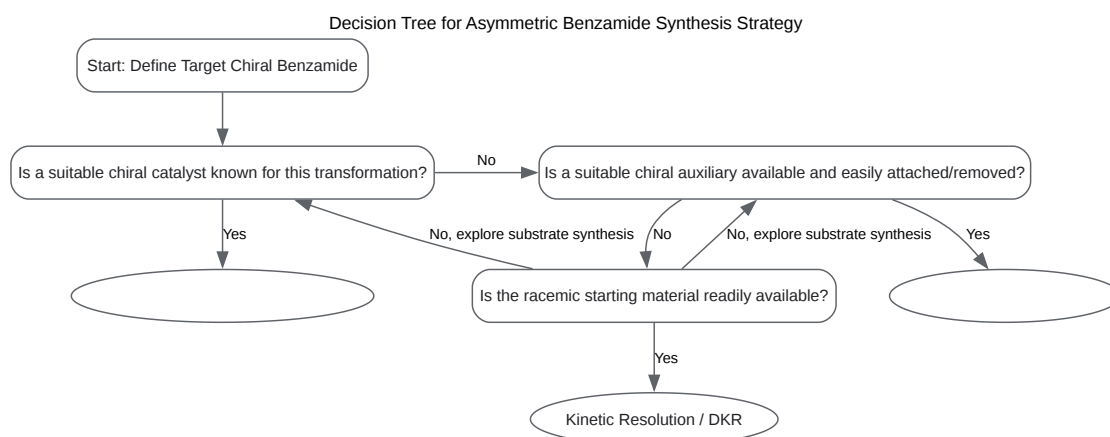 Decision Tree for Asymmetric Benzamide Synthesis Strategy
Start: Define Target Chiral Benzamide
Is a suitable chiral catalyst known for this transformation?
No
Is a suitable chiral auxiliary available and easily attached/removed?
Yes
No, explore substrate synthesis
No
No, explore substrate synthesis
Yes
Is the racemic starting material readily available?
Yes
Kinetic Resolution / DKR